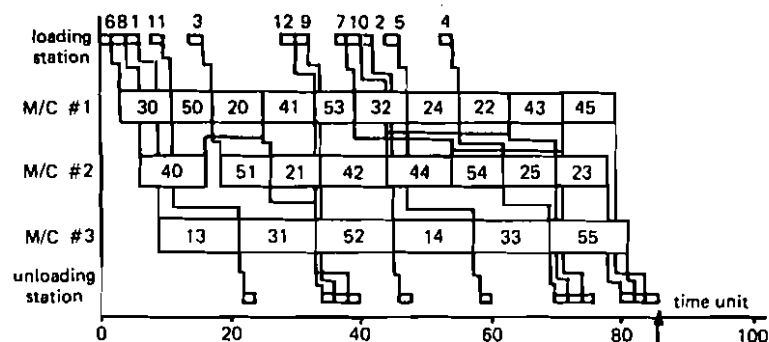 6 8 1 11 3 12 9 7 10 2 5 4
loading
station
M/C #1 30 50 20 41 53 32 24 22 43 45
M/C #2 40 51 21 42 44 54 25 23
M/C #3 13 31 52 14 33 55
unloading
station
time unit
0 20 40 60 80 100